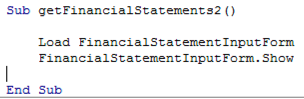 Sub getFinancialStatements2()
Load FinancialStatementInputForm
FinancialStatementInputForm.Show
End Sub